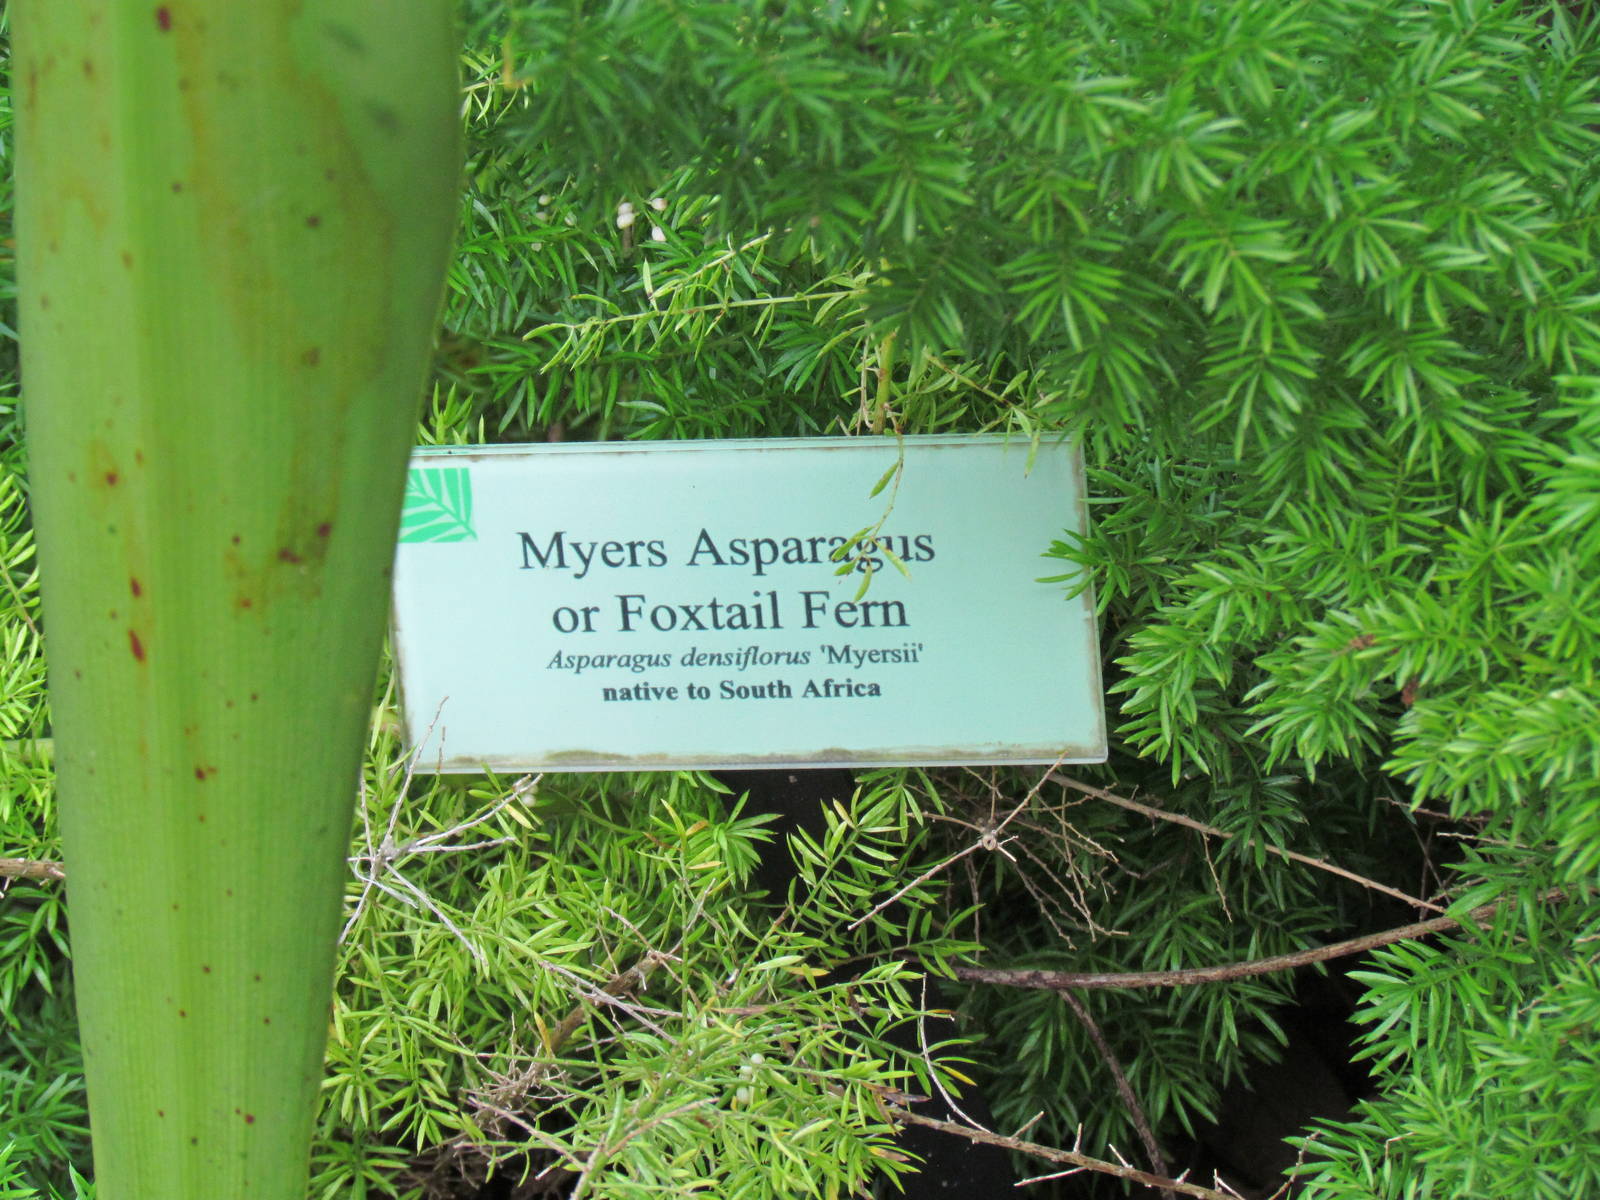 Myers Asparagus
or Foxtail Fern
Asparagus densiflorus 'Myersii'
native to South Africa